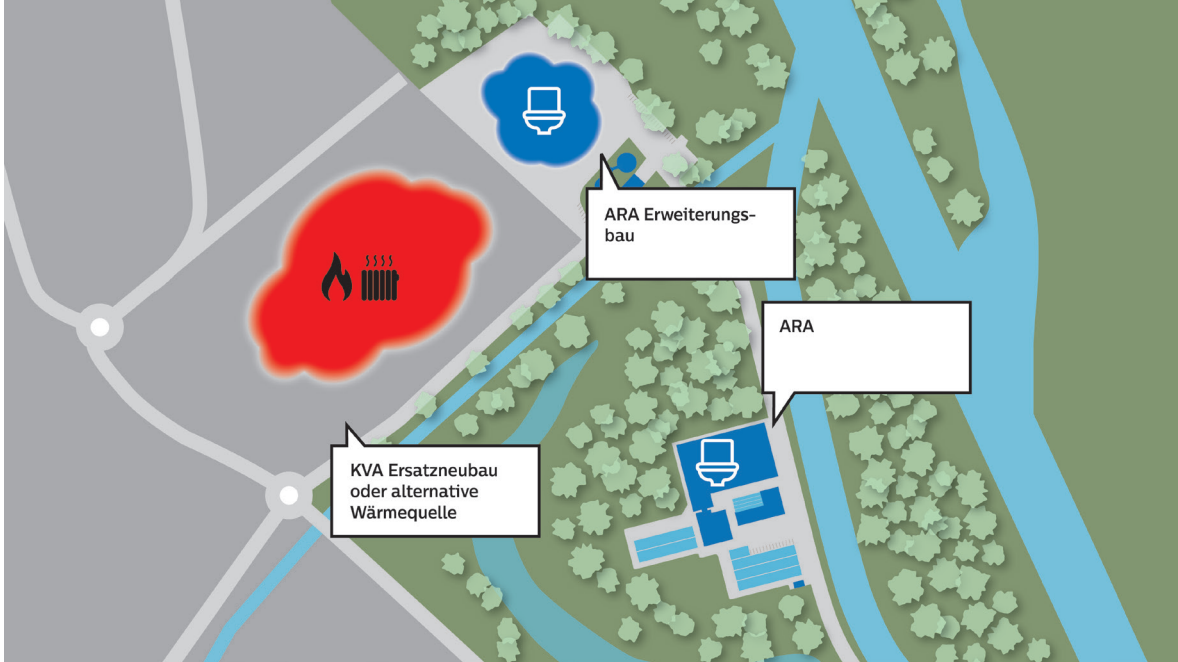 ARA Erweiterungs-
bau
ARA
KVA Ersatzneubau
oder alternative
Wärmequelle